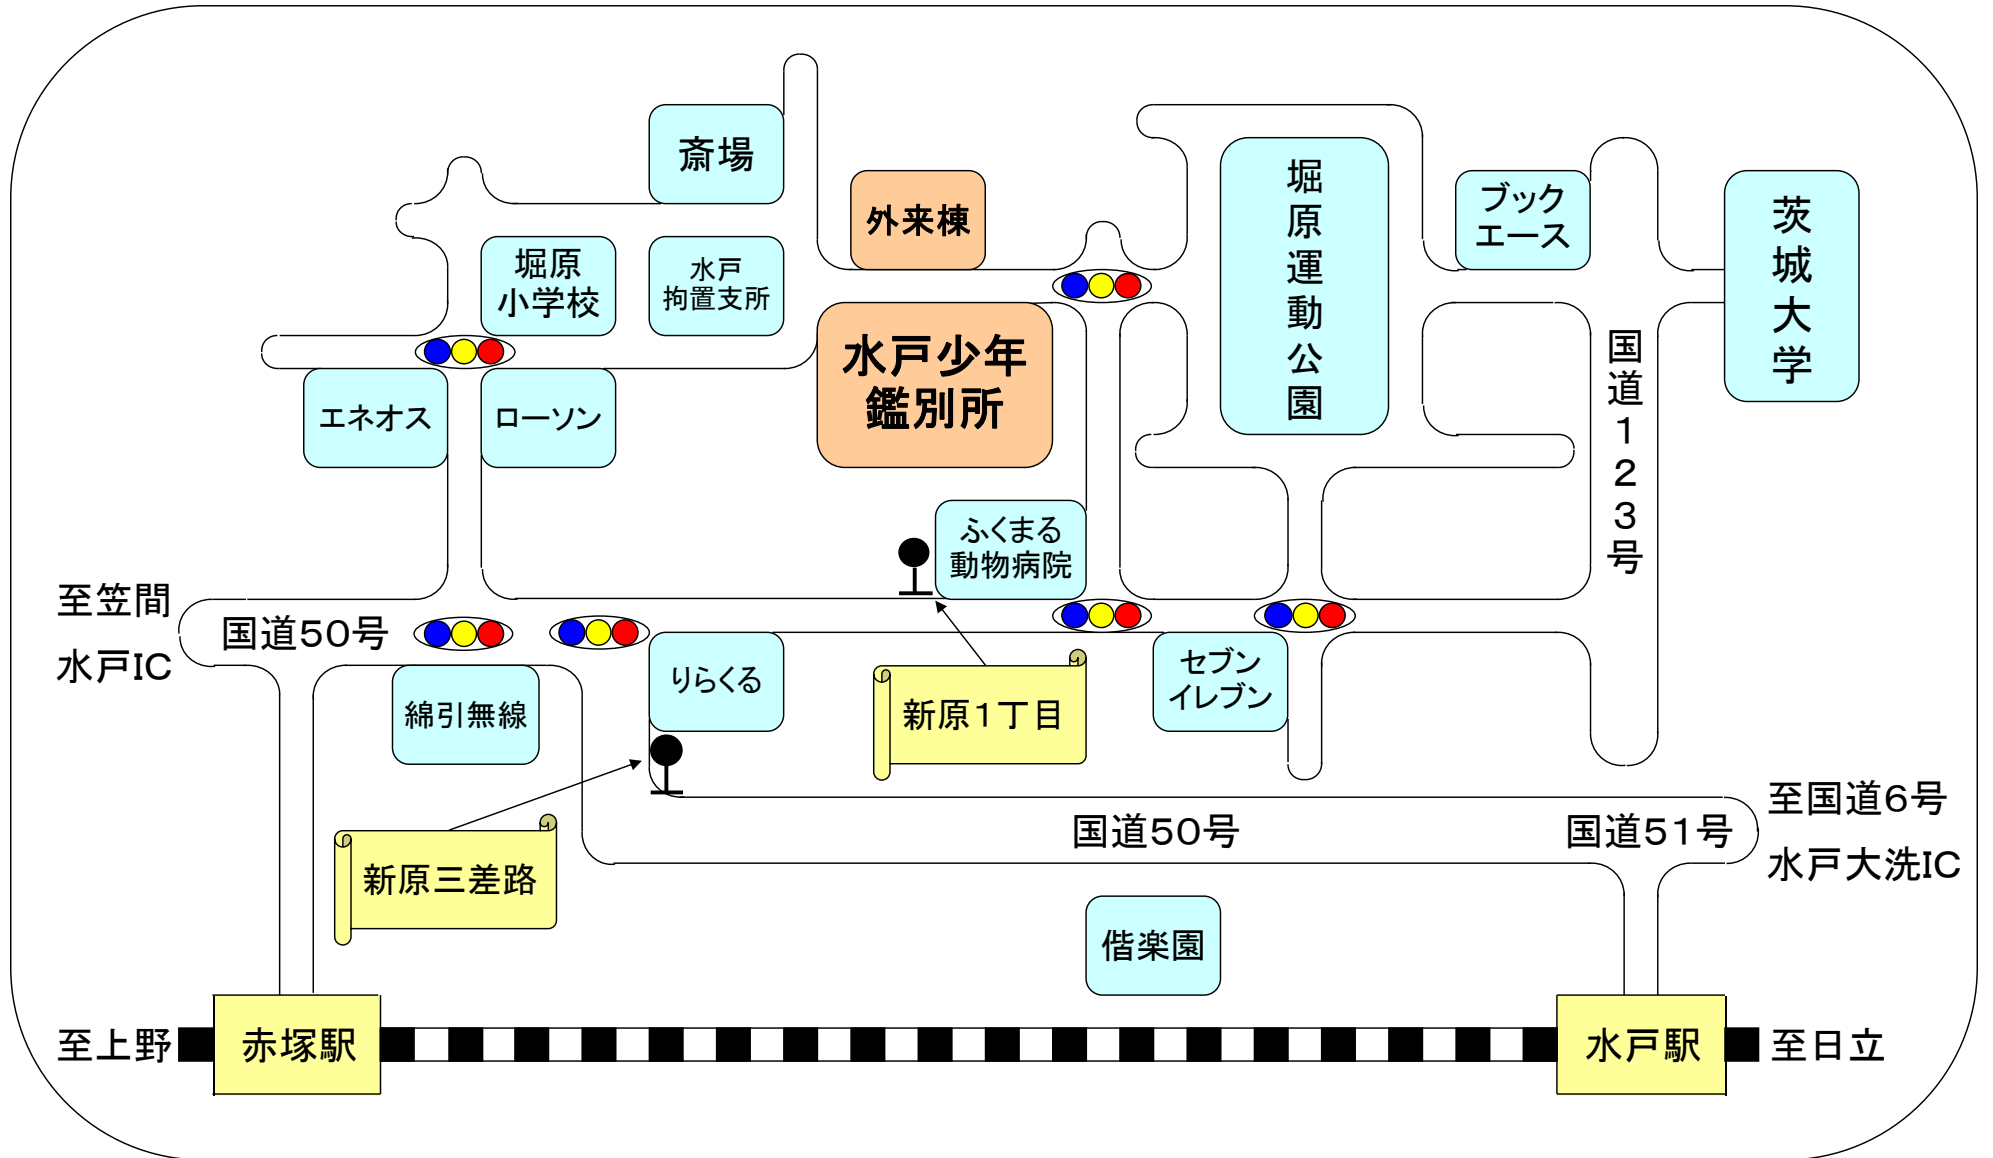 斎場
外来棟
堀原運動公園
ブック
エース
茨城大学
堀原
小学校
水戸
拘置支所
水戸少年
鑑別所
国道123号
エネオス
ローソン
ふくまる
動物病院
至笠間
水戸IC
国道50号
りらくる
セブン
イレブン
綿引無線
新原1丁目
新原三差路
国道50号
国道51号
至国道6号
水戸大洗IC
偕楽園
至上野
赤塚駅
水戸駅
至日立